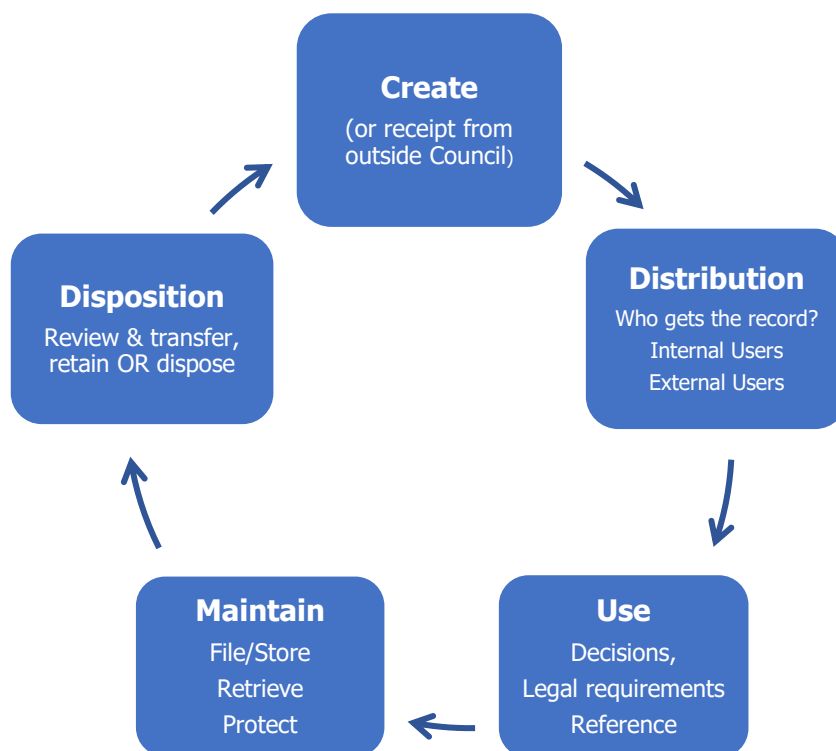 Create
(or receipt from
outside Council)
Distribution
Who gets the record?
Internal Users
External Users
Use
Decisions,
Legal requirements
Reference
Maintain
File/Store
Retrieve
Protect
Disposition
Review & transfer,
retain OR dispose